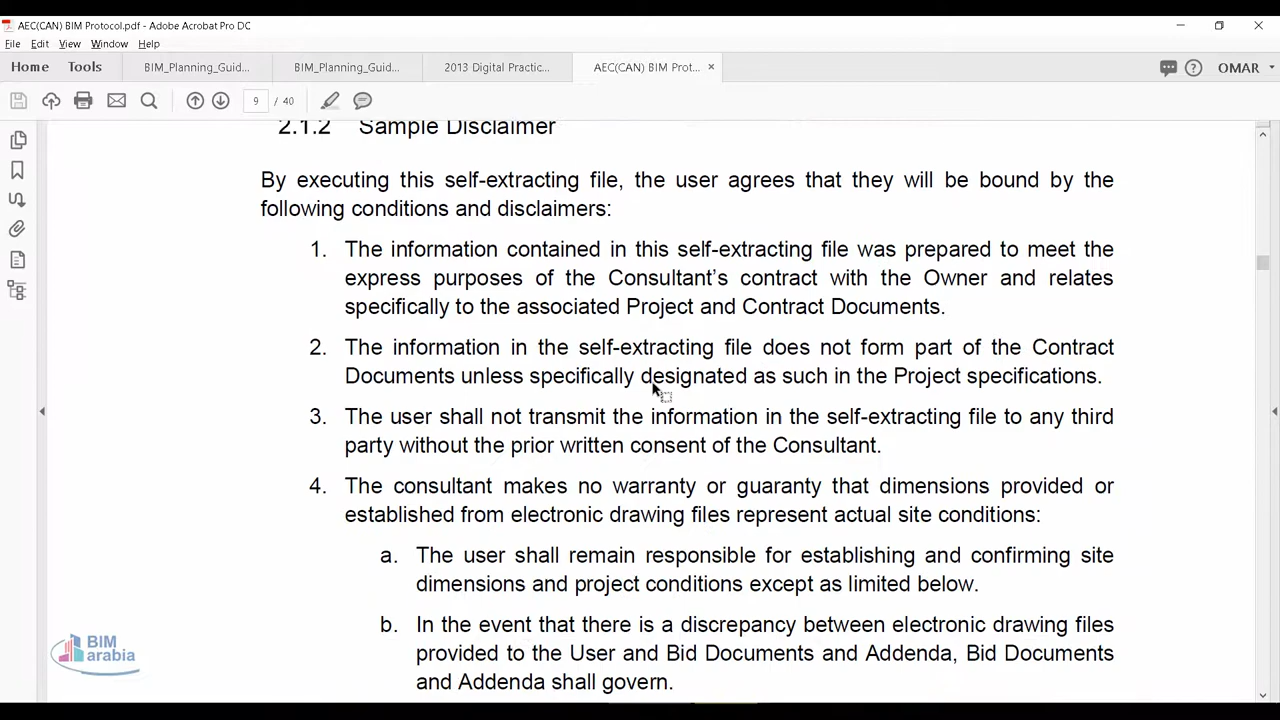 AEC(CAN) BIM Protocol.pdf - Adobe Acrobat Pro DC
File Edit View Window Help
Home Tools BIM_Planning_Guid... BIM_Planning_Guid... 2013 Digital Practic... AEC(CAN) BIM Prot... × OMAR
9 / 40
2.1.2 Sample Disclaimer
By executing this self-extracting file, the user agrees that they will be bound by the
following conditions and disclaimers:
1. The information contained in this self-extracting file was prepared to meet the
express purposes of the Consultant's contract with the Owner and relates
specifically to the associated Project and Contract Documents.
2. The information in the self-extracting file does not form part of the Contract
Documents unless specifically designated as such in the Project specifications.
3. The user shall not transmit the information in the self-extracting file to any third
party without the prior written consent of the Consultant.
4. The consultant makes no warranty or guaranty that dimensions provided or
established from electronic drawing files represent actual site conditions:
a. The user shall remain responsible for establishing and confirming site
dimensions and project conditions except as limited below.
b. In the event that there is a discrepancy between electronic drawing files
provided to the User and Bid Documents and Addenda, Bid Documents
and Addenda shall govern.
BIM
arabia